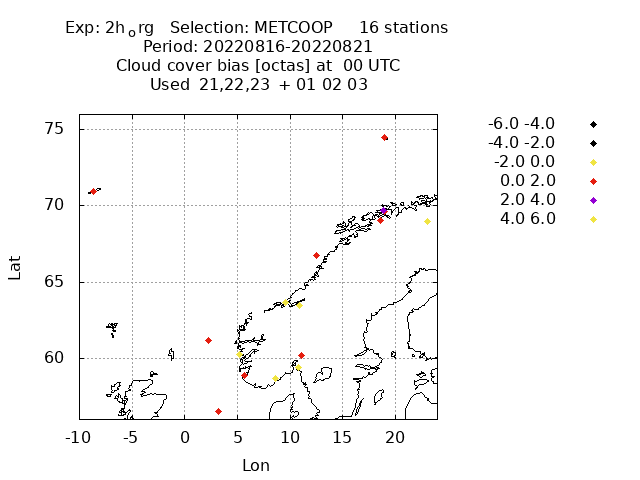 Exp: 2hₒrg Selection: METCOOP 16 stations
Period: 20220816-20220821
Cloud cover bias [octas] at 00 UTC
Used 21,22,23 + 01 02 03
-6.0 -4.0
-4.0 -2.0
-2.0 0.0
0.0 2.0
2.0 4.0
4.0 6.0
75
70
65
60
Lat
-10 -5 0 5 10 15 20
Lon